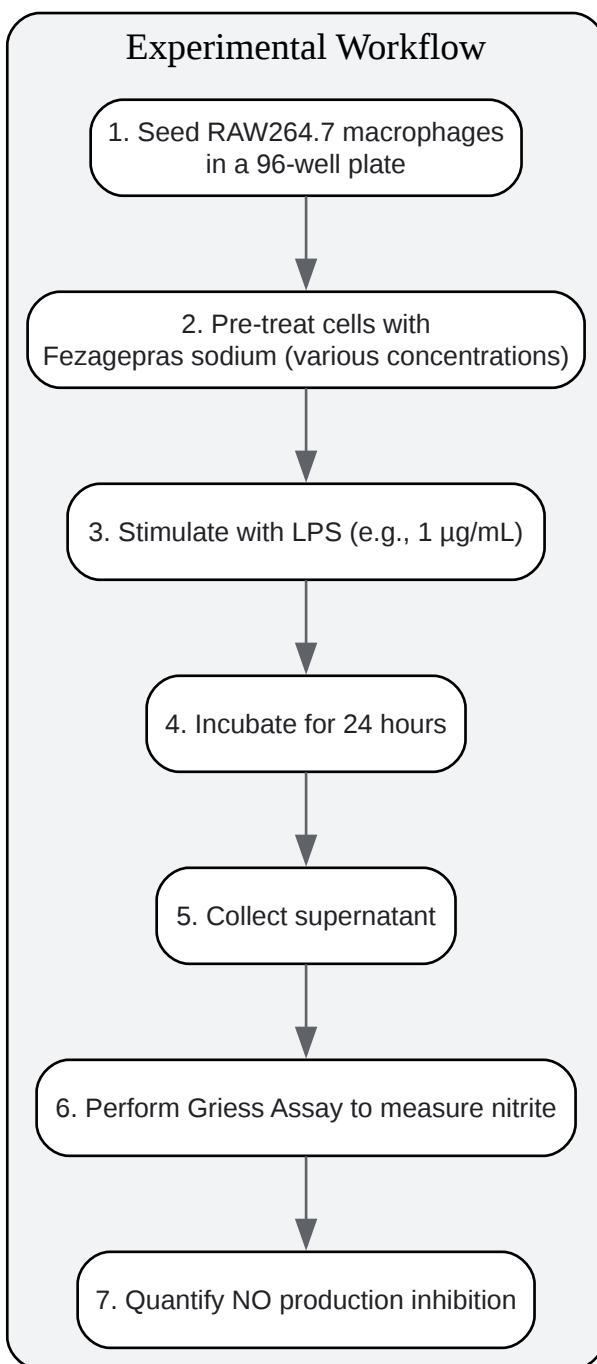 Experimental Workflow
1. Seed RAW264.7 macrophages
in a 96-well plate
2. Pre-treat cells with
Fezagepras sodium (various concentrations)
3. Stimulate with LPS (e.g., 1 µg/mL)
4. Incubate for 24 hours
5. Collect supernatant
6. Perform Griess Assay to measure nitrite
7. Quantify NO production inhibition